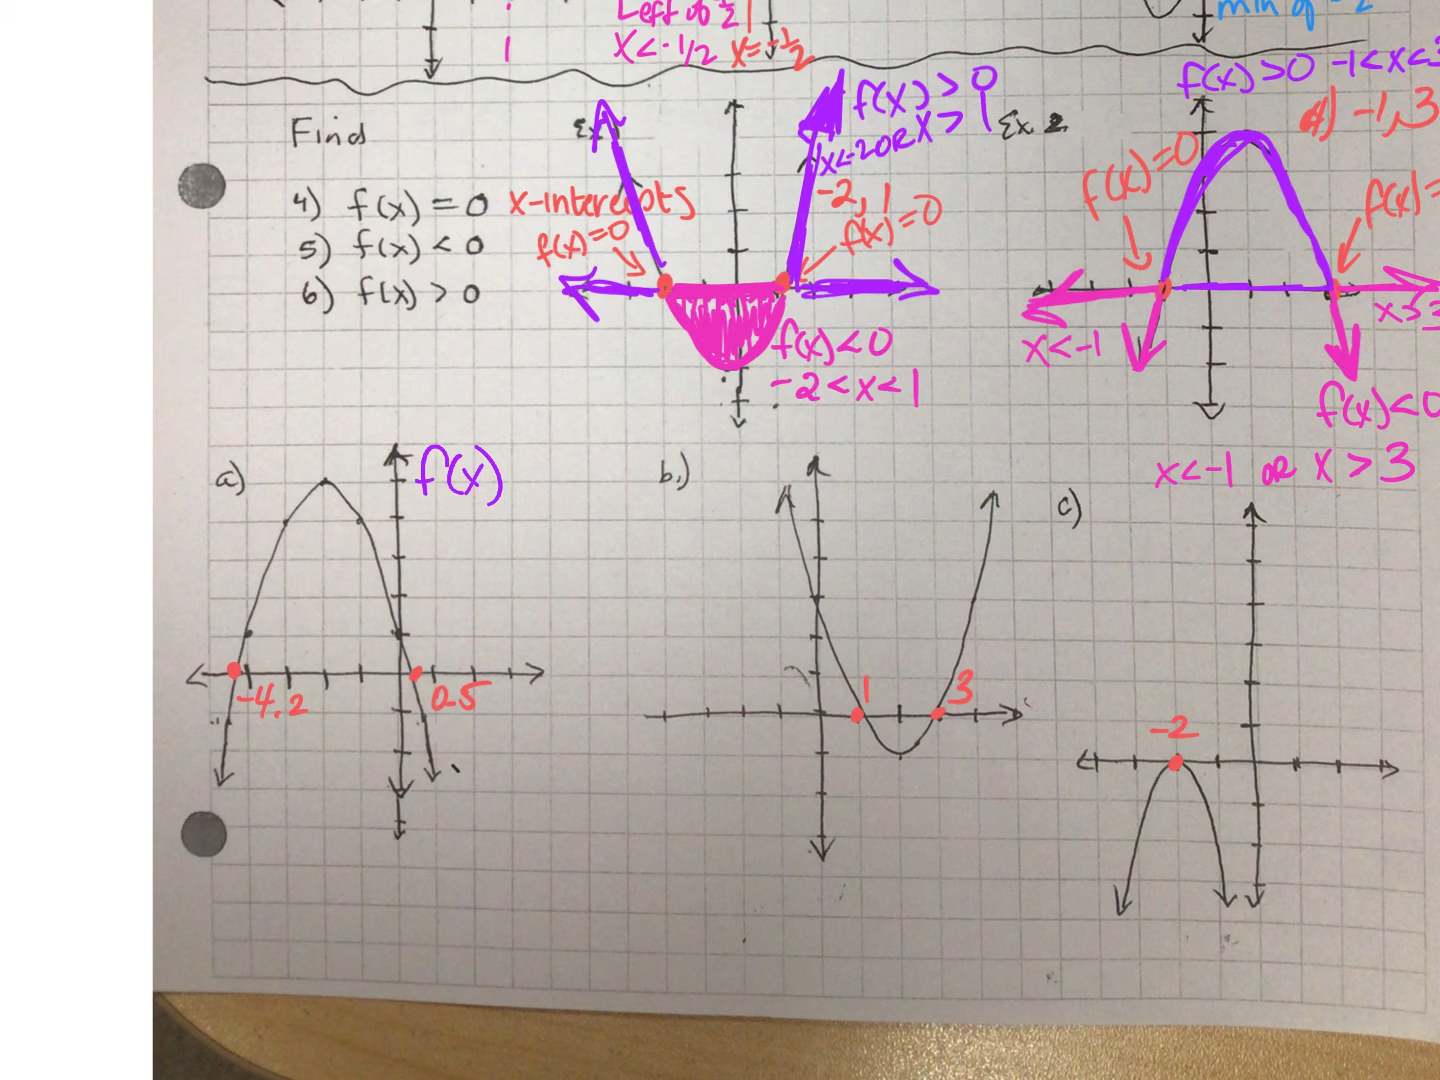 Left of 1/2
min of -2
x < -1/2 x = -1/2
f(x) > 0 -1 < x < 3
Find
Ex
f(x) > 0
x < -2 OR x > 1
Ex. 2
4) -1, 3
4) f(x) = 0 x-intercepts
-2, 1
f(x) = 0
f(x) =
5) f(x) < 0
f(x) = 0
f(x) = 0
6) f(x) > 0
x > 3
f(x) < 0
x < -1
-2 < x < 1
f(x) < 0
a) f(x)
b.)
x < -1 OR x > 3
c)
-4.2
0.5
1
3
-2